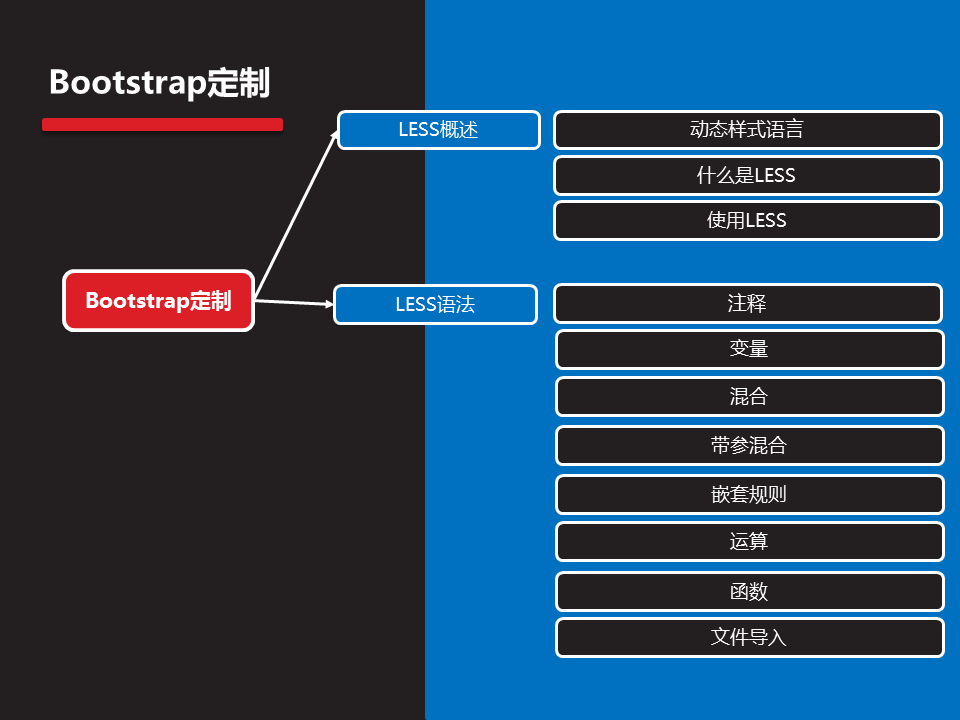 Bootstrap定制
LESS概述
动态样式语言
什么是LESS
使用LESS
Bootstrap定制
LESS语法
注释
变量
混合
带参混合
嵌套规则
运算
函数
文件导入